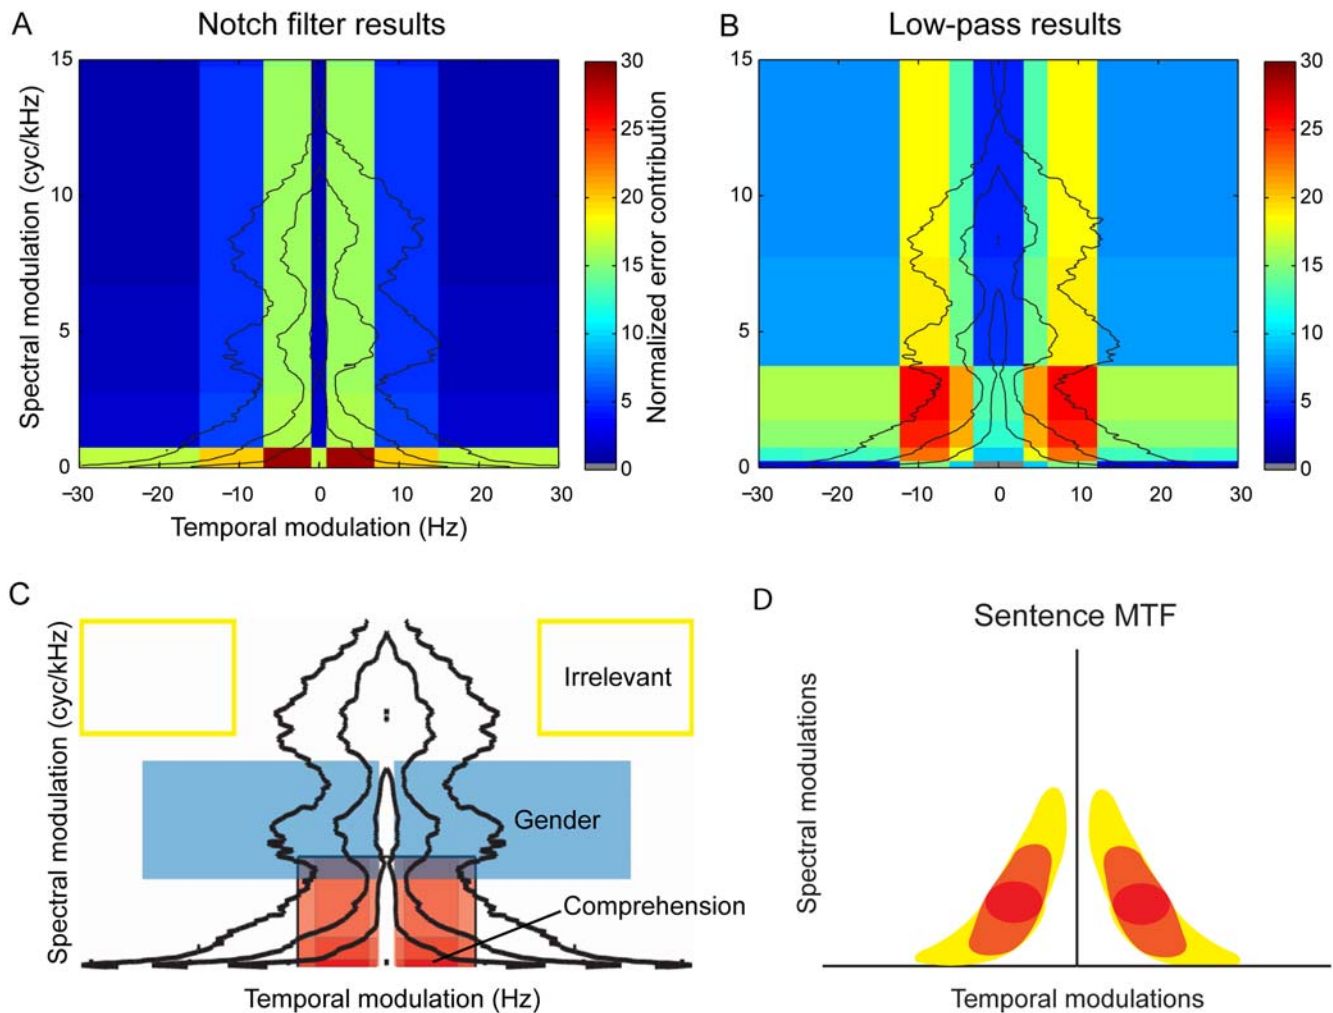 A
Notch filter results
Spectral modulation (cyc/kHz)
15
10
5
0
−30
−20
−10
0
10
20
30
Temporal modulation (Hz)
30
25
20
15
10
5
0
Normalized error contribution
B
Low-pass results
15
10
5
0
−30
−20
−10
0
10
20
30
30
25
20
15
10
5
0
C
Spectral modulation (cyc/kHz)
Irrelevant
Gender
Comprehension
Temporal modulation (Hz)
D
Sentence MTF
Spectral modulations
Temporal modulations